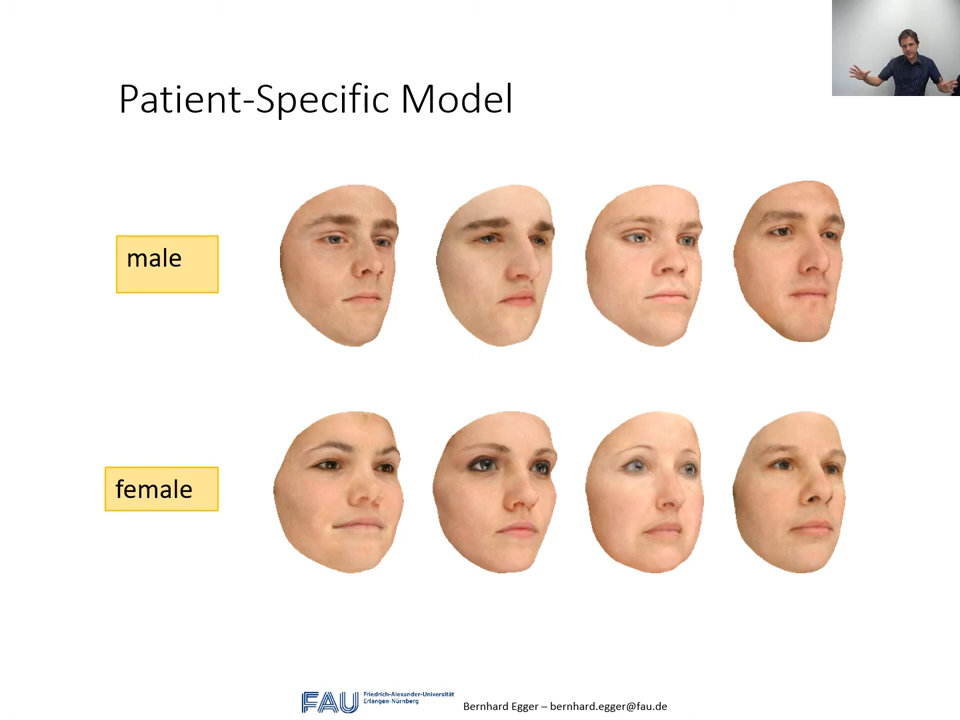 Patient-Specific Model
male
female
FAU Friedrich-Alexander-Universität
Erlangen-Nürnberg
Bernhard Egger – bernhard.egger@fau.de